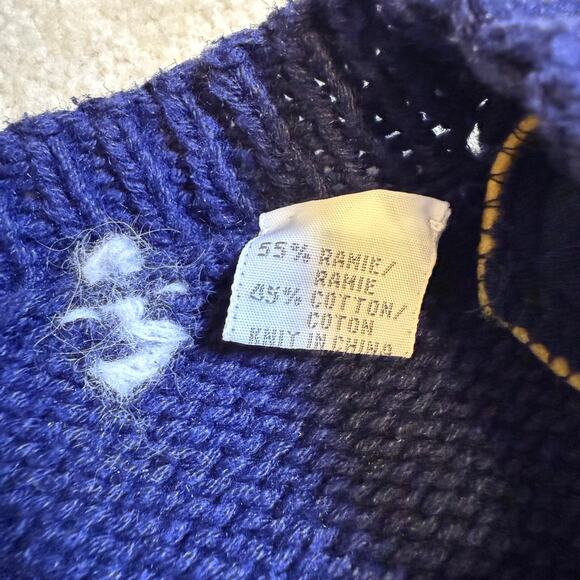 55% RAMIE/
RAMIE
45% COTTON/
COTON
KNIT IN CHINA